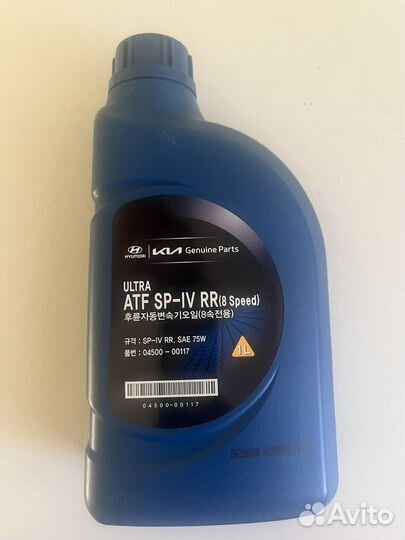 HYUNDAI KIA Genuine Parts
ULTRA
ATF SP-IV RR(8 Speed)
후륜자동변속기오일(8속전용)
규격 : SP-IV RR, SAE 75W
품번 : 04500 - 00117
1L
04500-00117
Avito